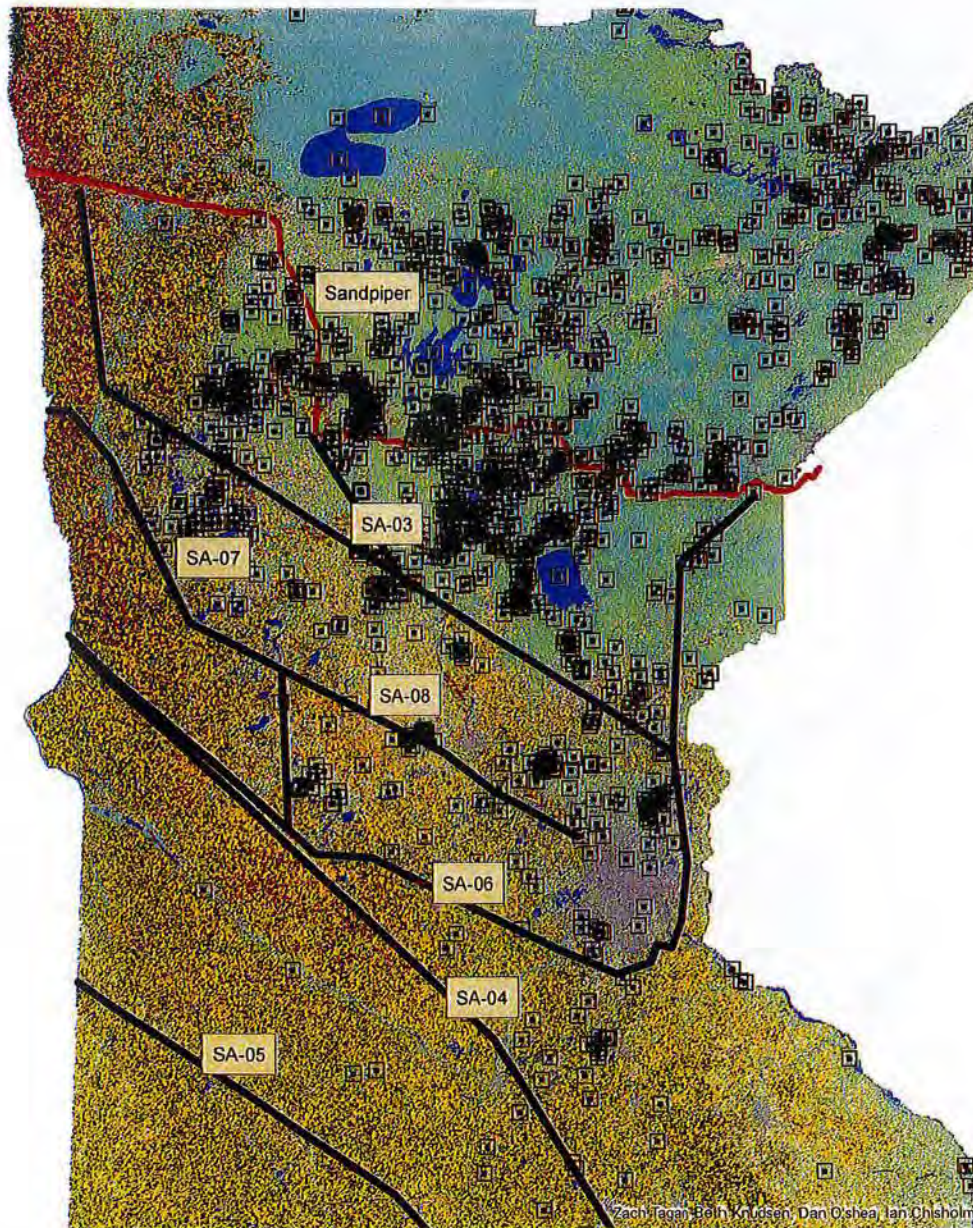 Sandpiper
SA-03
SA-07
SA-08
SA-06
SA-04
SA-05
Zach Tagar, Beth Knudsen, Dan O'shea, Ian Chisholm